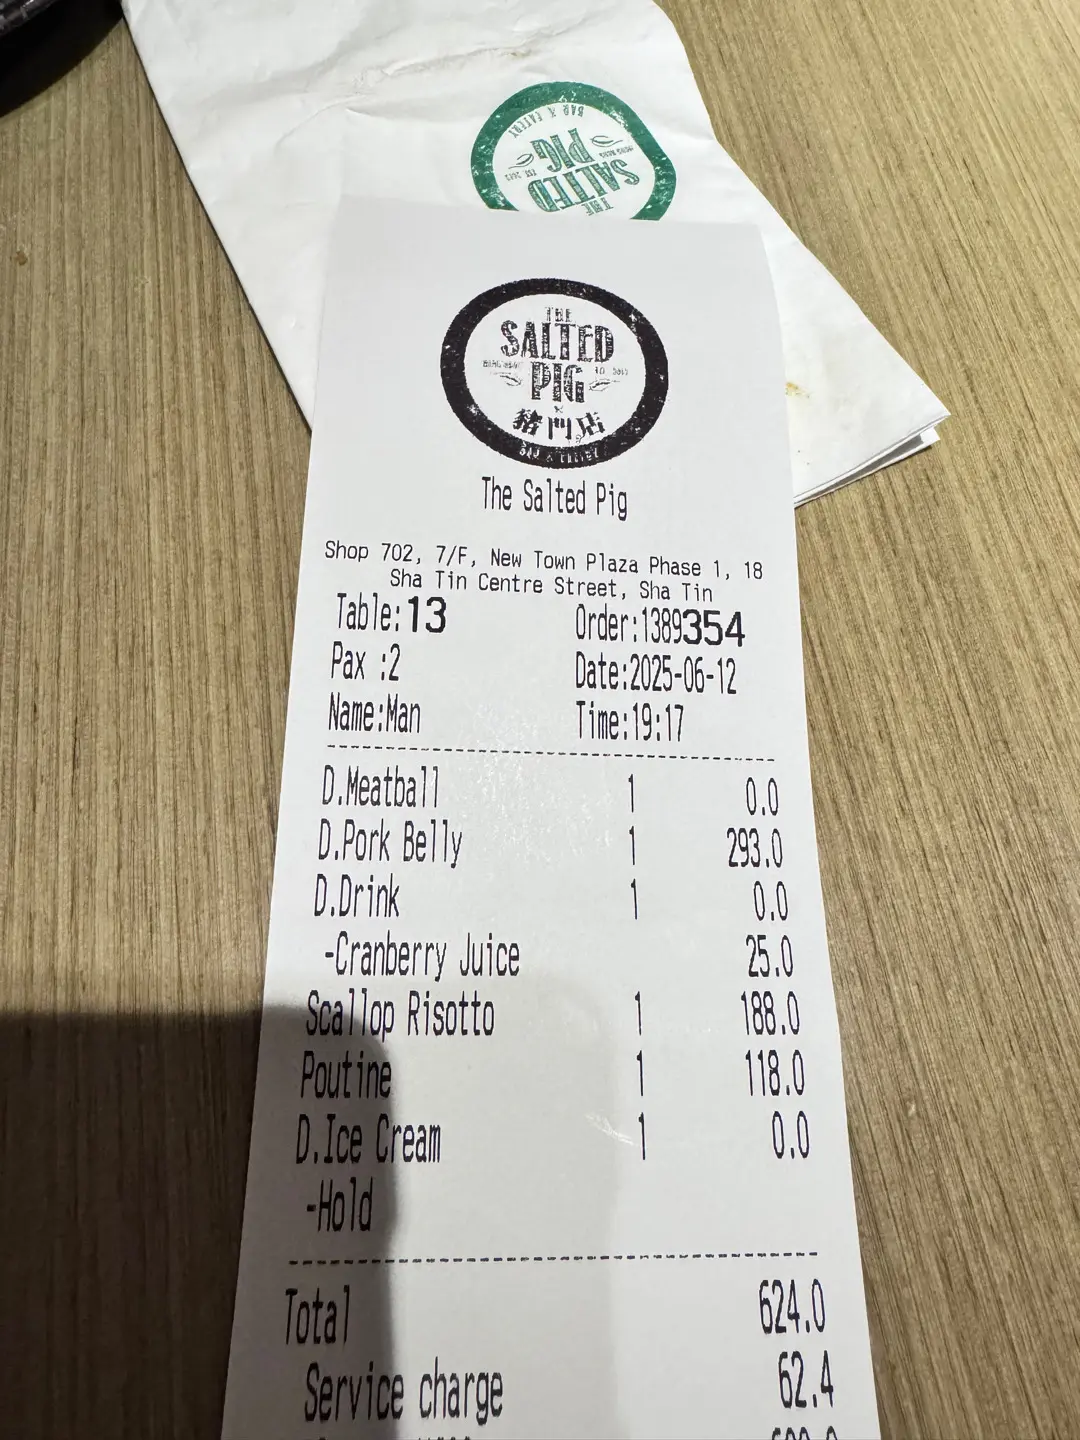 BAR & EATERY
THE
SALTED
PIG
THE
SALTED
PIG
豬門店
The Salted Pig
Shop 702, 7/F, New Town Plaza Phase 1, 18
Sha Tin Centre Street, Sha Tin
Table:13 Order:1389354
Pax :2 Date:2025-06-12
Name:Man Time:19:17
D.Meatball 1 0.0
D.Pork Belly 1 293.0
D.Drink 1 0.0
-Cranberry Juice 25.0
Scallop Risotto 1 188.0
Poutine 1 118.0
D.Ice Cream 1 0.0
-Hold
Total 624.0
Service charge 62.4